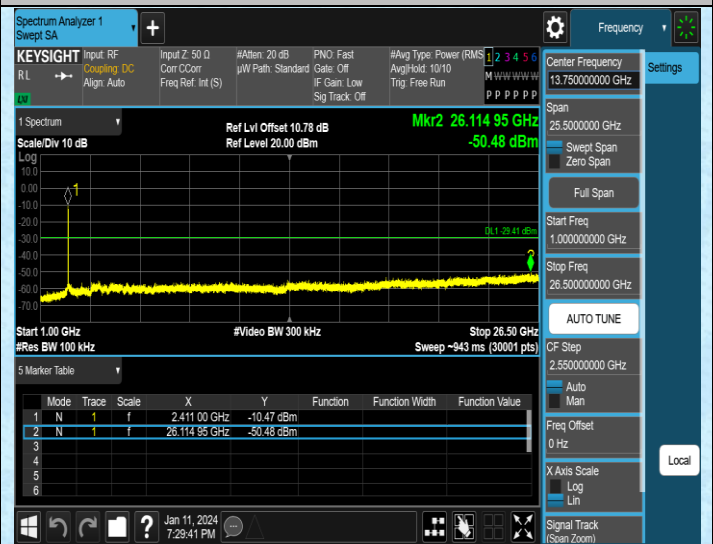 Spectrum Analyzer 1
Swept SA
+
Frequency
KEYSIGHT
RL
LXI
Input: RF
Coupling: DC
Align: Auto
Input Z: 50 Ω
Corr CCorr
Freq Ref: Int (S)
#Atten: 20 dB
µW Path: Standard
PNO: Fast
Gate: Off
IF Gain: Low
Sig Track: Off
#Avg Type: Power (RMS
Avg|Hold: 10/10
Trig: Free Run
1 2 3 4 5 6
M W W W W W
P P P P P P
Center Frequency
13.750000000 GHz
Settings
Span
25.5000000 GHz
Swept Span
Zero Span
Full Span
Start Freq
1.000000000 GHz
Stop Freq
26.500000000 GHz
AUTO TUNE
CF Step
2.550000000 GHz
Auto
Man
Freq Offset
0 Hz
X Axis Scale
Log
Lin
Signal Track
(Span Zoom)
Local
1 Spectrum
Scale/Div 10 dB
Ref Lvl Offset 10.78 dB
Ref Level 20.00 dBm
Mkr2 26.114 95 GHz
-50.48 dBm
Log
10.0
0.00
-10.0
-20.0
-30.0
-40.0
-50.0
-60.0
-70.0
1
DL1 -29.41 dBm
2
Start 1.00 GHz
#Res BW 100 kHz
#Video BW 300 kHz
Stop 26.50 GHz
Sweep ~943 ms (30001 pts)
5 Marker Table
Mode Trace Scale X Y Function Function Width Function Value
1 N 1 f 2.411 00 GHz -10.47 dBm
2 N 1 f 26.114 95 GHz -50.48 dBm
3
4
5
6
?
Jan 11, 2024
7:29:41 PM